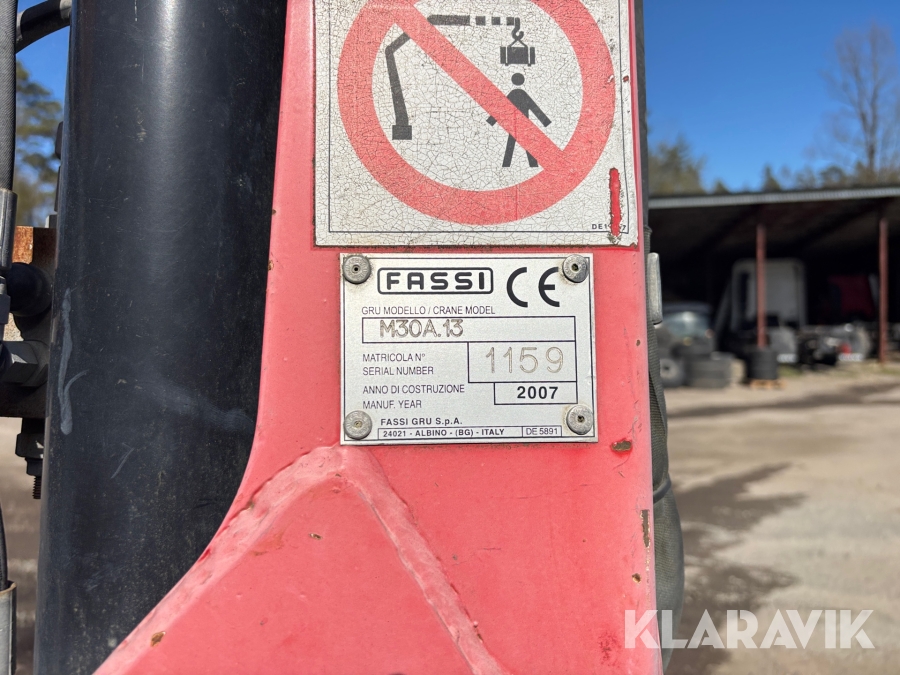 FASSI CE
GRU MODELLO / CRANE MODEL
M30A.13
MATRICOLA N°
SERIAL NUMBER
1159
ANNO DI COSTRUZIONE
MANUF. YEAR
2007
FASSI GRU S.p.A.
24021 - ALBINO - (BG) - ITALY
DE 5891
KLARAVIK